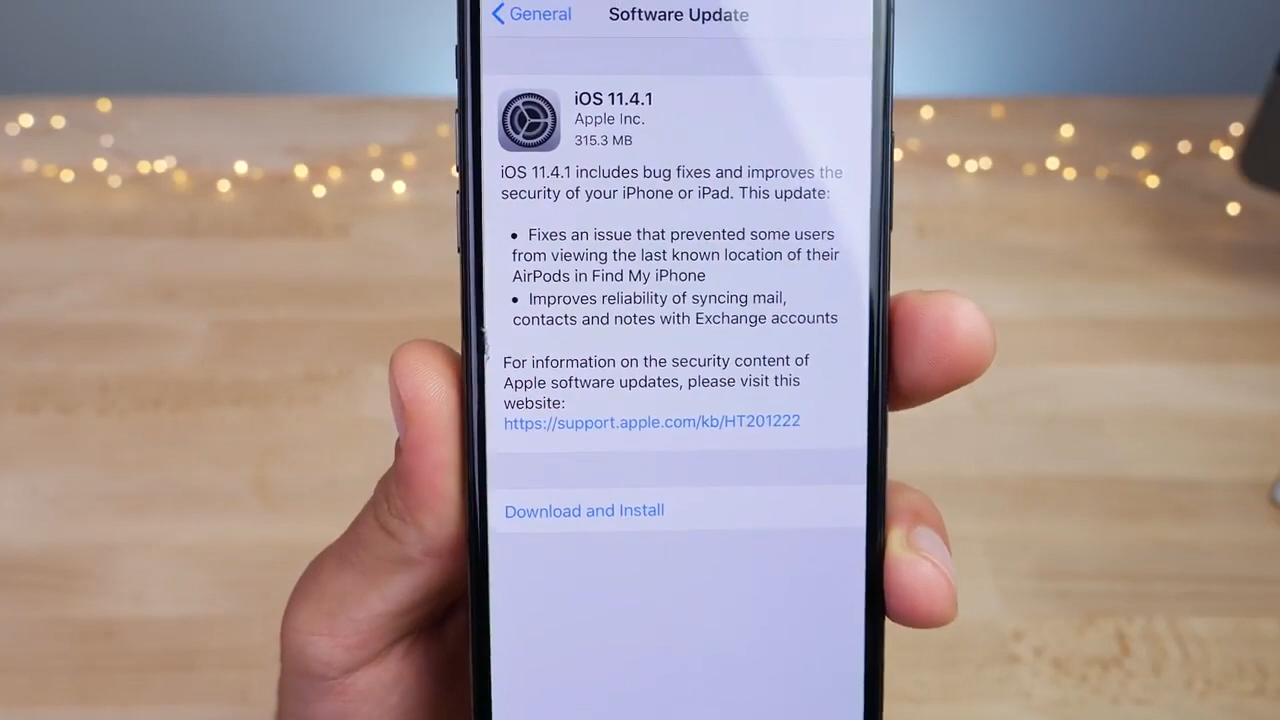 General
Software Update
iOS 11.4.1
Apple Inc.
315.3 MB
iOS 11.4.1 includes bug fixes and improves the
security of your iPhone or iPad. This update:
• Fixes an issue that prevented some users
from viewing the last known location of their
AirPods in Find My iPhone
• Improves reliability of syncing mail,
contacts and notes with Exchange accounts
For information on the security content of
Apple software updates, please visit this
website:
https://support.apple.com/kb/HT201222
Download and Install